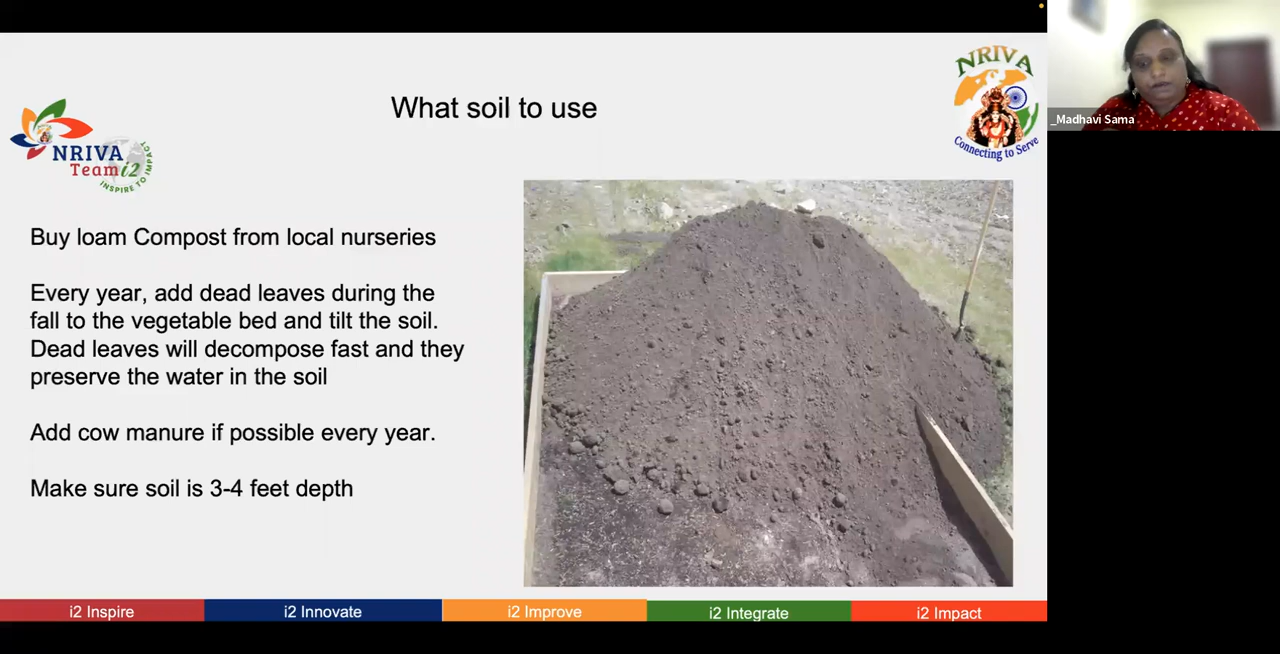 What soil to use
NRIVA
Connecting to Serve
NRIVA
Team i2
INSPIRE TO IMPACT
_Madhavi Sama
Buy loam Compost from local nurseries
Every year, add dead leaves during the
fall to the vegetable bed and tilt the soil.
Dead leaves will decompose fast and they
preserve the water in the soil
Add cow manure if possible every year.
Make sure soil is 3-4 feet depth
i2 Inspire
i2 Innovate
i2 Improve
i2 Integrate
i2 Impact